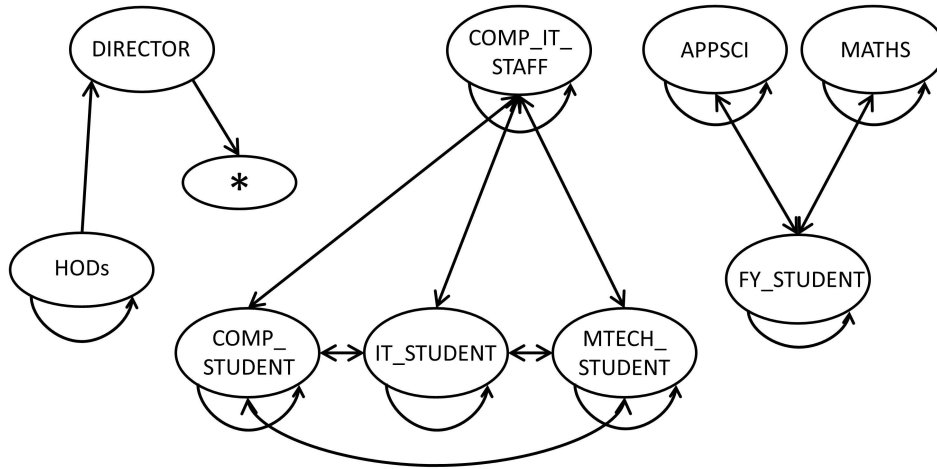 DIRECTOR
COMP_IT_
STAFF
APPSCI
MATHS
*
HODs
FY_STUDENT
COMP_
STUDENT
IT_STUDENT
MTECH_
STUDENT